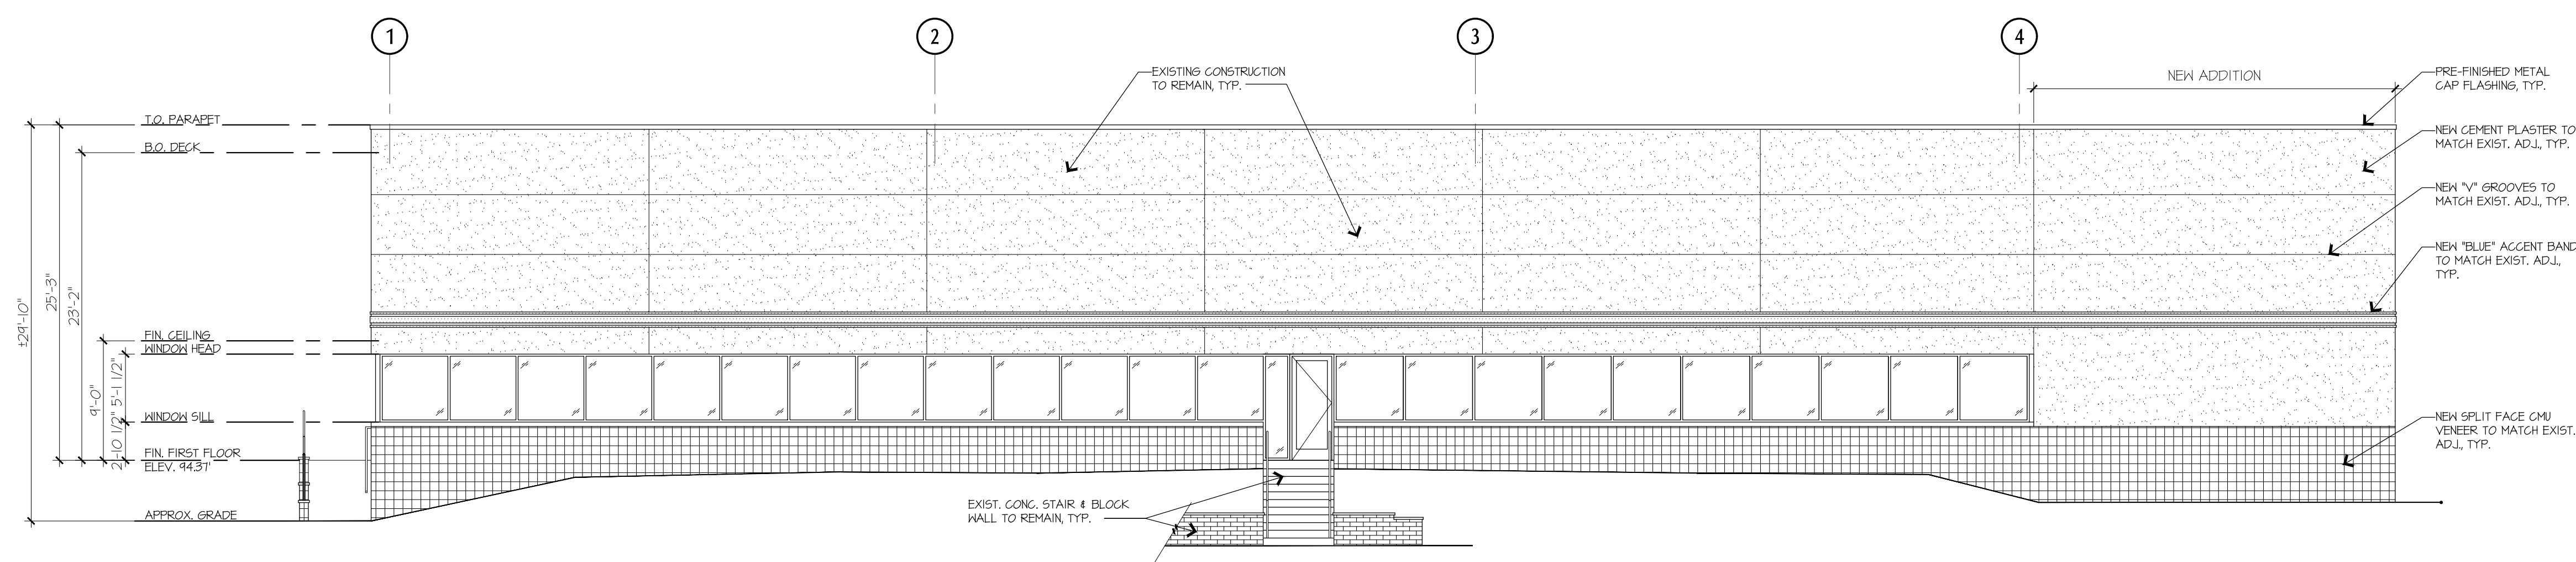 1
2
3
4
EXISTING CONSTRUCTION
TO REMAIN, TYP.
NEW ADDITION
PRE-FINISHED METAL
CAP FLASHING, TYP.
T.O. PARAPET
B.O. DECK
NEW CEMENT PLASTER TO
MATCH EXIST. ADJ., TYP.
NEW "V" GROOVES TO
MATCH EXIST. ADJ., TYP.
NEW "BLUE" ACCENT BAND
TO MATCH EXIST. ADJ.,
TYP.
±29'-10"
25'-3"
23'-2"
9'-0"
5'-1 1/2"
2'-10 1/2"
FIN. CEILING
WINDOW HEAD
WINDOW SILL
FIN. FIRST FLOOR
ELEV. 94.37'
APPROX. GRADE
NEW SPLIT FACE CMU
VENEER TO MATCH EXIST.
ADJ., TYP.
EXIST. CONC. STAIR & BLOCK
WALL TO REMAIN, TYP.